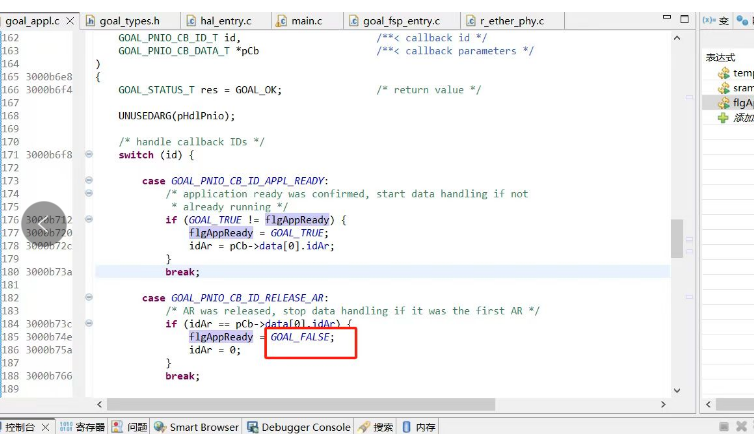 goal_appl.c
goal_types.h
hal_entry.c
main.c
goal_fsp_entry.c
r_ether_phy.c
变
162 GOAL_PNIO_CB_ID_T id, /**< callback id */
163 GOAL_PNIO_CB_DATA_T *pCb /**< callback parameters */
164 )
165 3000b6e8 {
166 3000b6f4 GOAL_STATUS_T res = GOAL_OK; /* return value */
167
168 UNUSEDARG(pHdlPnio);
169
170 /* handle callback IDs */
171 3000b6f8 switch (id) {
172
173 case GOAL_PNIO_CB_ID_APPL_READY:
174 /* application ready was confirmed, start data handling if not
175 * already running */
176 3000b712 if (GOAL_TRUE != flgAppReady) {
177 flgAppReady = GOAL_TRUE;
178 3000b72c idAr = pCb->data[0].idAr;
179 }
180 3000b73a break;
181
182 case GOAL_PNIO_CB_ID_RELEASE_AR:
183 /* AR was released, stop data handling if it was the first AR */
184 3000b73c if (idAr == pCb->data[0].idAr) {
185 3000b74e flgAppReady = GOAL_FALSE;
186 3000b75a idAr = 0;
187 }
188 3000b766 break;
189
表达式
temp
sram
flgAp
添加
控制台
寄存器
问题
Smart Browser
Debugger Console
搜索
内存